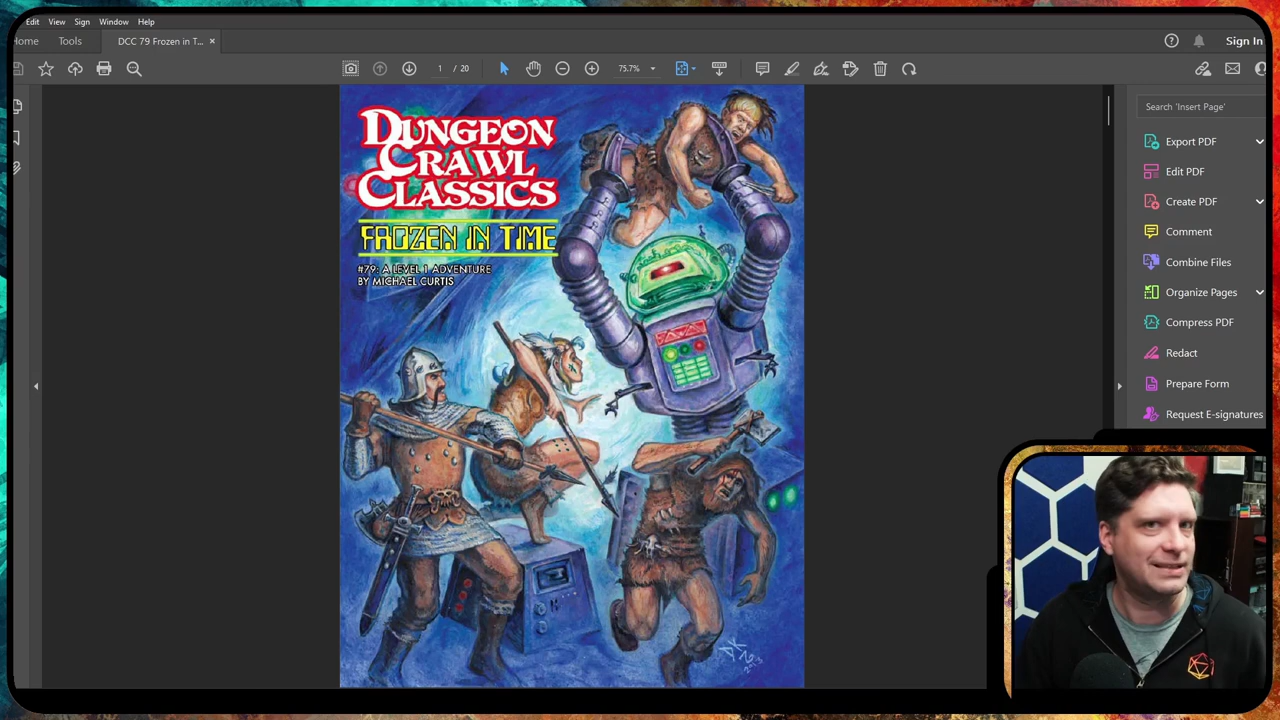 Edit View Sign Window Help
Home Tools DCC 79 Frozen in T... ×
1 / 20 75.7% Sign In
DUNGEON
CRAWL
CLASSICS
FROZEN IN TIME
#79: A LEVEL 1 ADVENTURE
BY MICHAEL CURTIS
Search 'Insert Page'
Export PDF
Edit PDF
Create PDF
Comment
Combine Files
Organize Pages
Compress PDF
Redact
Prepare Form
Request E-signatures
DK
2013